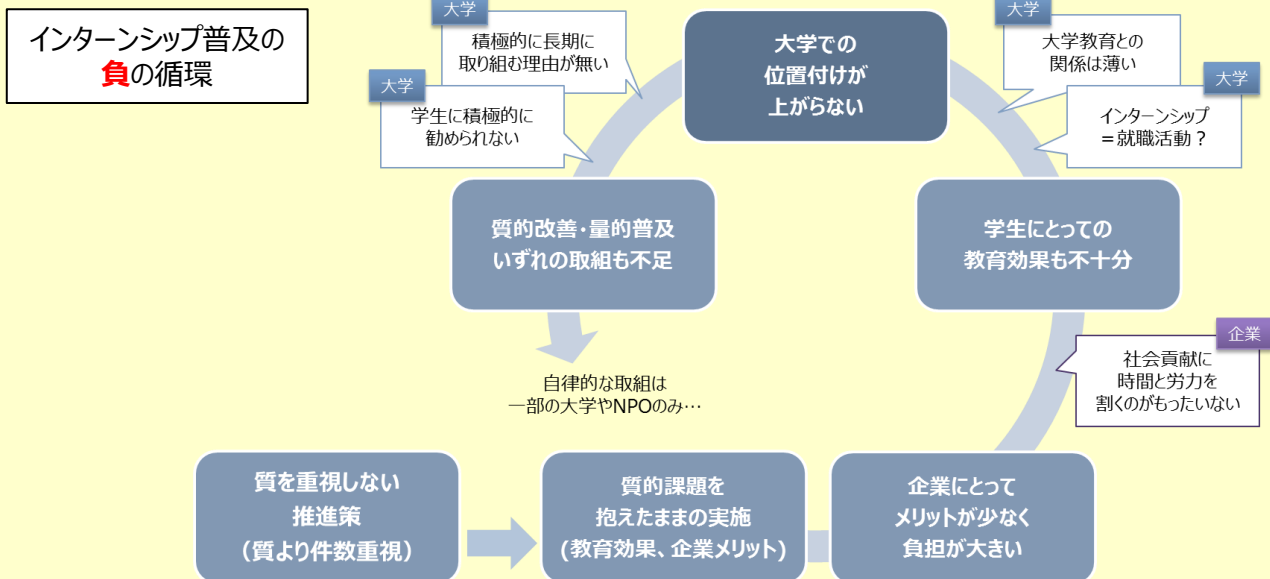 インターンシップ普及の
負の循環
大学
積極的に長期に
取り組む理由が無い
大学
学生に積極的に
勧められない
大学での
位置付けが
上がらない
大学
大学教育との
関係は薄い
大学
インターンシップ
＝就職活動？
質的改善・量的普及
いずれの取組も不足
学生にとっての
教育効果も不十分
企業
社会貢献に
時間と労力を
割くのがもったいない
自律的な取組は
一部の大学やNPOのみ…
質を重視しない
推進策
（質より件数重視）
質的課題を
抱えたままの実施
(教育効果、企業メリット)
企業にとって
メリットが少なく
負担が大きい